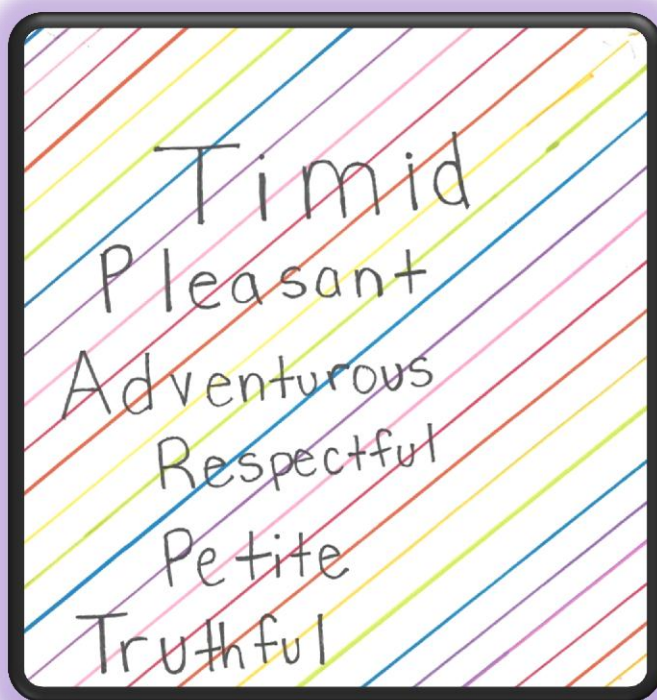 Timid
Pleasant
Adventurous
Respectful
Petite
Truthful